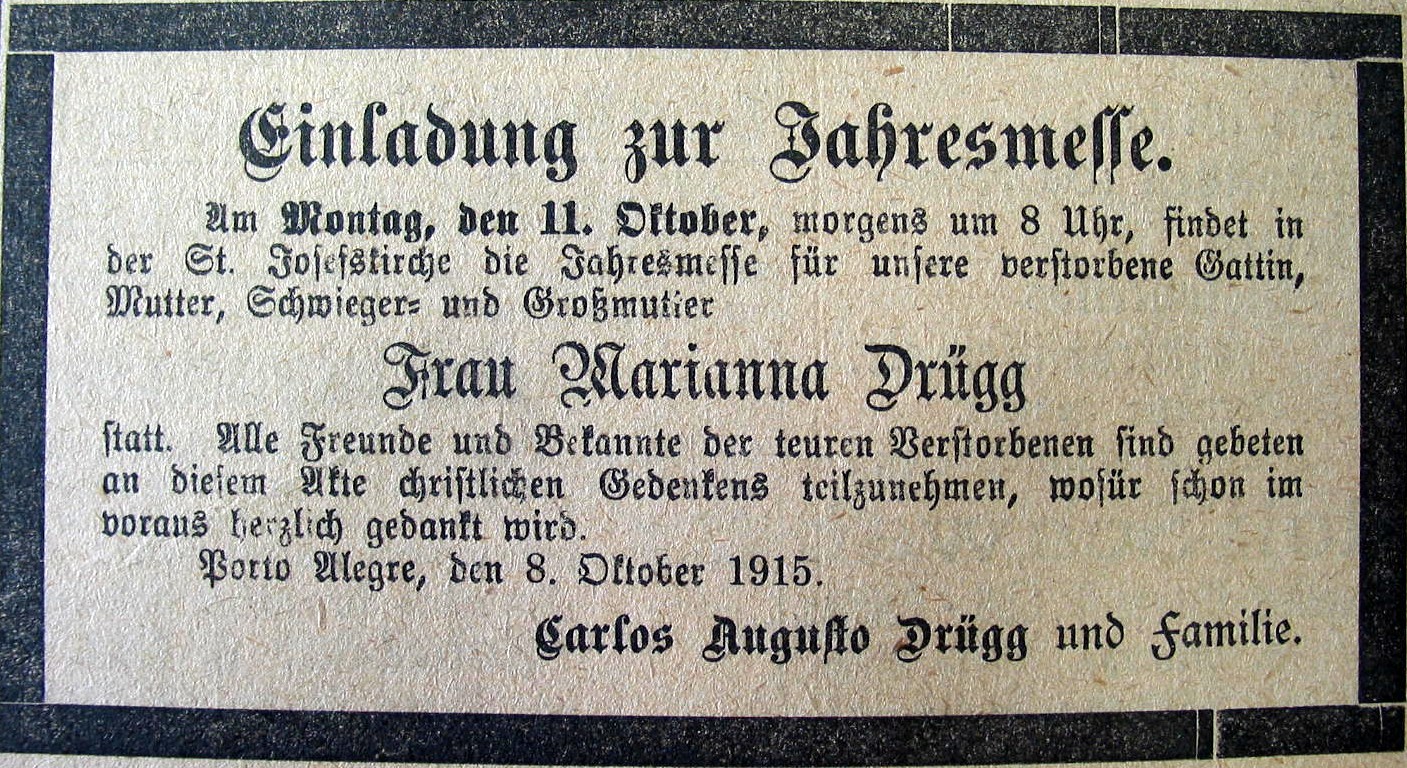 Einladung zur Jahresmesse.
Am Montag, den 11. Oktober, morgens um 8 Uhr, findet in
der St. Josefskirche die Jahresmesse für unsere verstorbene Gattin,
Mutter, Schwieger- und Großmutter
Frau Marianna Drügg
statt. Alle Freunde und Bekannte der teuren Verstorbenen sind gebeten
an diesem Akte christlichen Gedenkens teilzunehmen, wofür schon im
voraus herzlich gedankt wird.
Porto Alegre, den 8. Oktober 1915.
Carlos Augusto Drügg und Familie.